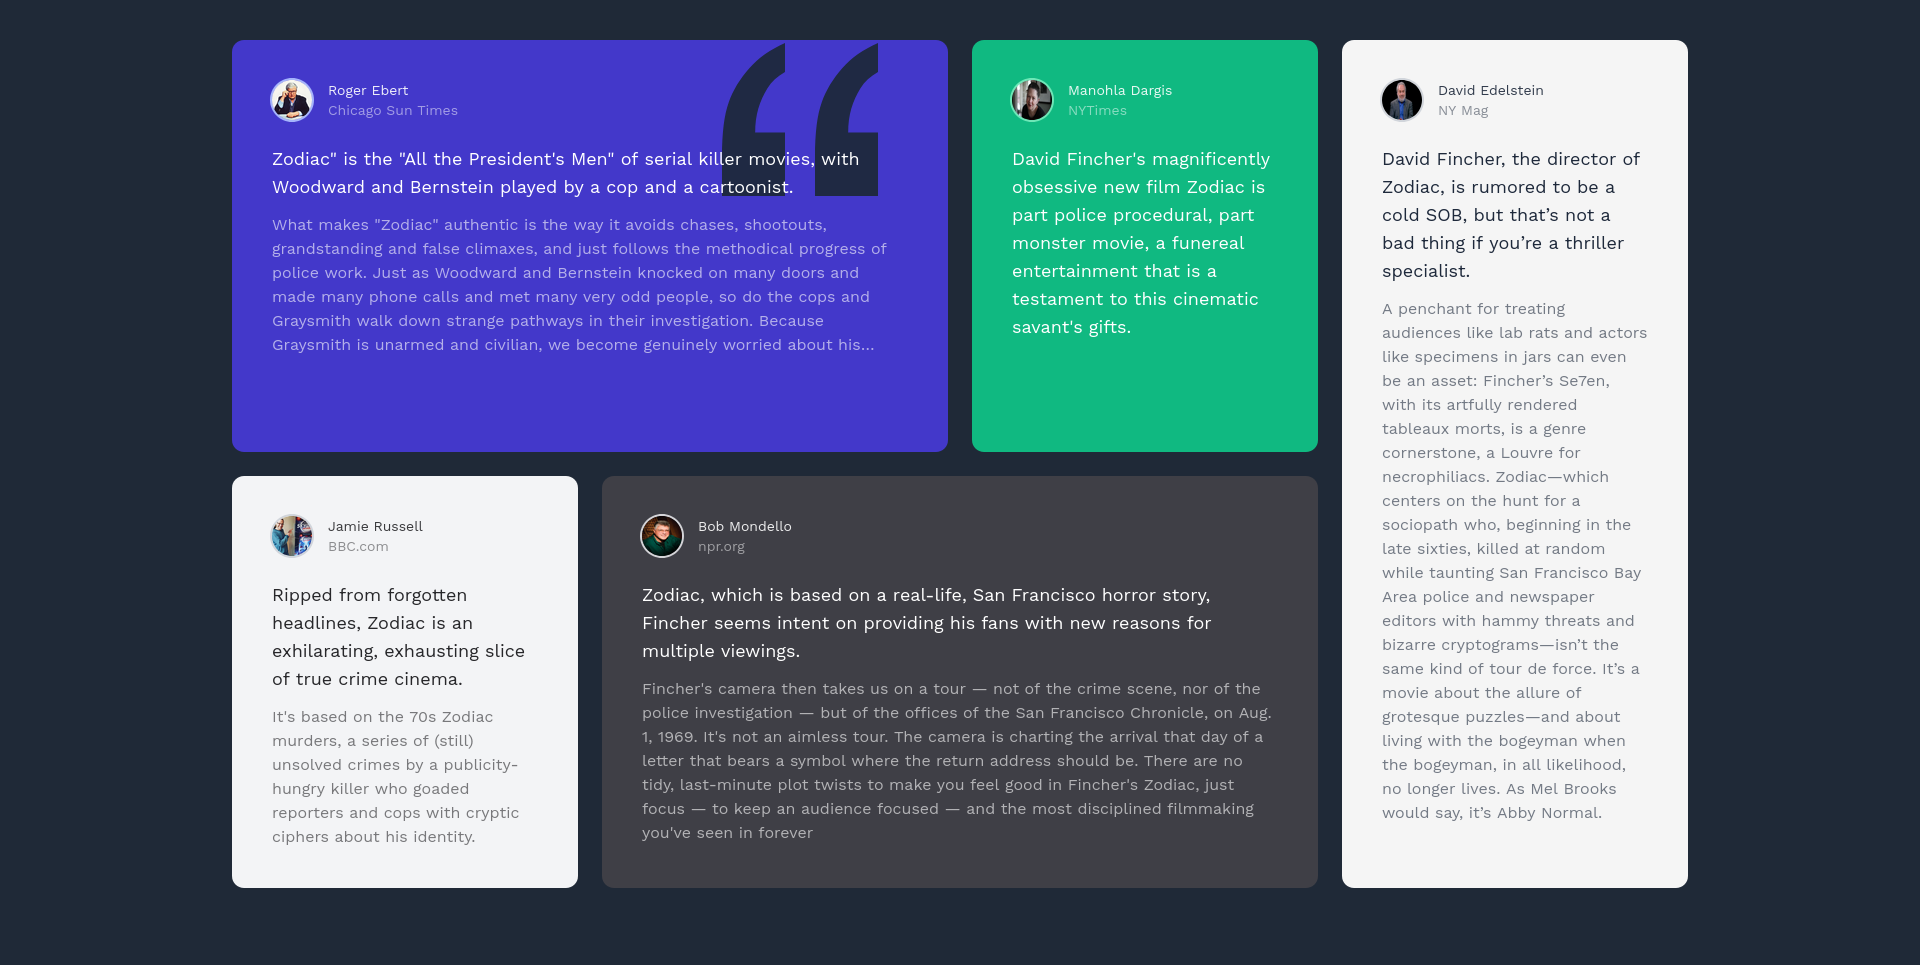 Roger Ebert
Chicago Sun Times
Zodiac" is the "All the President's Men" of serial killer movies, with
Woodward and Bernstein played by a cop and a cartoonist.
What makes "Zodiac" authentic is the way it avoids chases, shootouts,
grandstanding and false climaxes, and just follows the methodical progress of
police work. Just as Woodward and Bernstein knocked on many doors and
made many phone calls and met many very odd people, so do the cops and
Graysmith walk down strange pathways in their investigation. Because
Graysmith is unarmed and civilian, we become genuinely worried about his...
Manohla Dargis
NYTimes
David Fincher's magnificently
obsessive new film Zodiac is
part police procedural, part
monster movie, a funereal
entertainment that is a
testament to this cinematic
savant's gifts.
David Edelstein
NY Mag
David Fincher, the director of
Zodiac, is rumored to be a
cold SOB, but that’s not a
bad thing if you’re a thriller
specialist.
A penchant for treating
audiences like lab rats and actors
like specimens in jars can even
be an asset: Fincher’s Se7en,
with its artfully rendered
tableaux morts, is a genre
cornerstone, a Louvre for
necrophiliacs. Zodiac—which
centers on the hunt for a
sociopath who, beginning in the
late sixties, killed at random
while taunting San Francisco Bay
Area police and newspaper
editors with hammy threats and
bizarre cryptograms—isn’t the
same kind of tour de force. It’s a
movie about the allure of
grotesque puzzles—and about
living with the bogeyman when
the bogeyman, in all likelihood,
no longer lives. As Mel Brooks
would say, it’s Abby Normal.
Jamie Russell
BBC.com
Ripped from forgotten
headlines, Zodiac is an
exhilarating, exhausting slice
of true crime cinema.
It's based on the 70s Zodiac
murders, a series of (still)
unsolved crimes by a publicity-
hungry killer who goaded
reporters and cops with cryptic
ciphers about his identity.
Bob Mondello
npr.org
Zodiac, which is based on a real-life, San Francisco horror story,
Fincher seems intent on providing his fans with new reasons for
multiple viewings.
Fincher's camera then takes us on a tour — not of the crime scene, nor of the
police investigation — but of the offices of the San Francisco Chronicle, on Aug.
1, 1969. It's not an aimless tour. The camera is charting the arrival that day of a
letter that bears a symbol where the return address should be. There are no
tidy, last-minute plot twists to make you feel good in Fincher's Zodiac, just
focus — to keep an audience focused — and the most disciplined filmmaking
you've seen in forever